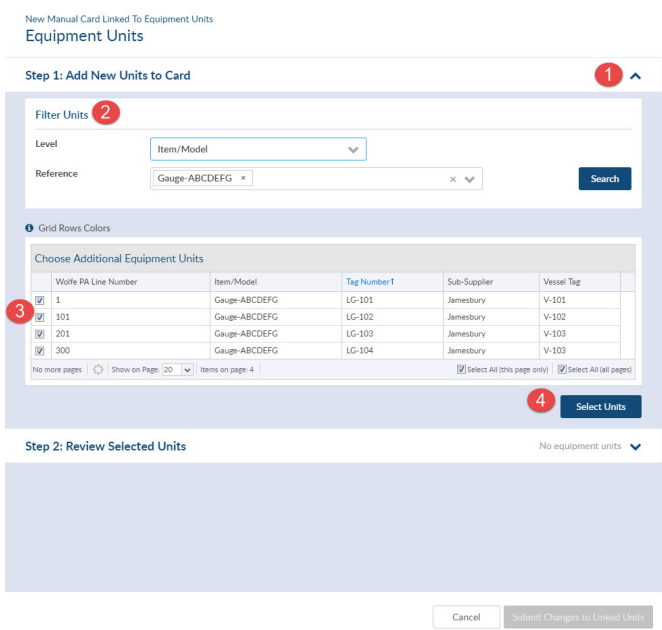 New Manual Card Linked To Equipment Units
Equipment Units
Step 1: Add New Units to Card 1
Filter Units 2
Level Item/Model
Reference Gauge-ABCDEFG × × Search
Grid Rows Colors
Choose Additional Equipment Units
Wolfe PA Line Number Item/Model Tag Number↑ Sub-Supplier Vessel Tag
1 Gauge-ABCDEFG LG-101 Jamesbury V-101
3 101 Gauge-ABCDEFG LG-102 Jamesbury V-102
201 Gauge-ABCDEFG LG-103 Jamesbury V-103
300 Gauge-ABCDEFG LG-104 Jamesbury V-103
No more pages Show on Page: 20 Items on page: 4 Select All (this page only) Select All (all pages)
4 Select Units
Step 2: Review Selected Units No equipment units
Cancel Submit Changes to Linked Units